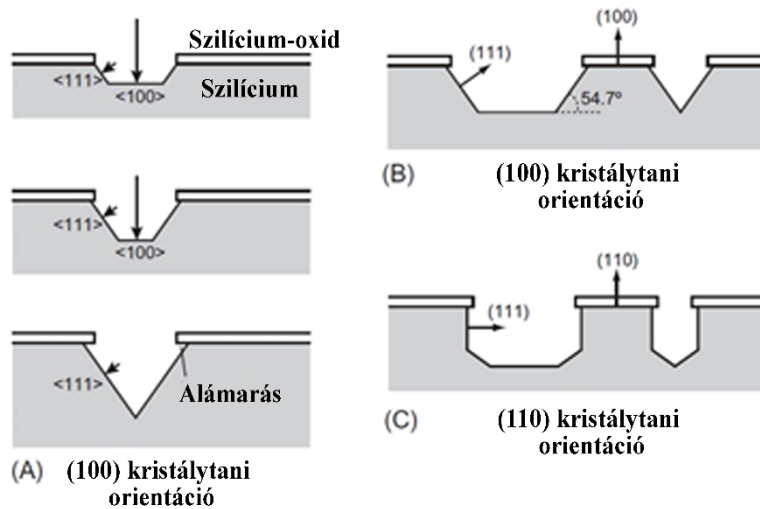 Szilícium-oxid
<111>
<100>
Szilícium
<111>
<100>
<111>
Alámarás
(A) (100) kristálytani
orientáció
(111)
(100)
54.7º
(B) (100) kristálytani
orientáció
(111)
(110)
(C) (110) kristálytani
orientáció